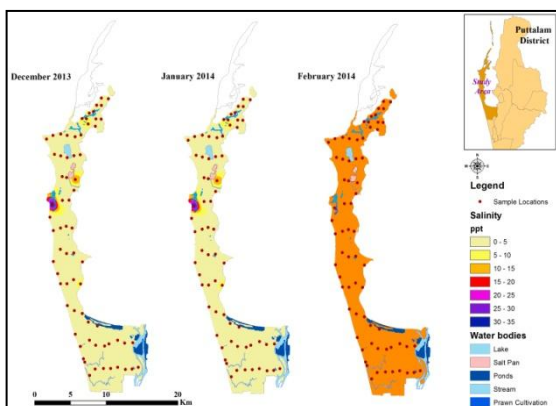 December 2013
January 2014
February 2014
Puttalam
District
Study
Area
Legend
Sample Locations
Salinity
ppt
0 - 5
5 - 10
10 - 15
15 - 20
20 - 25
25 - 30
30 - 35
Water bodies
Lake
Salt Pan
Ponds
Stream
Prawn Cultivation
0
10
20
Km